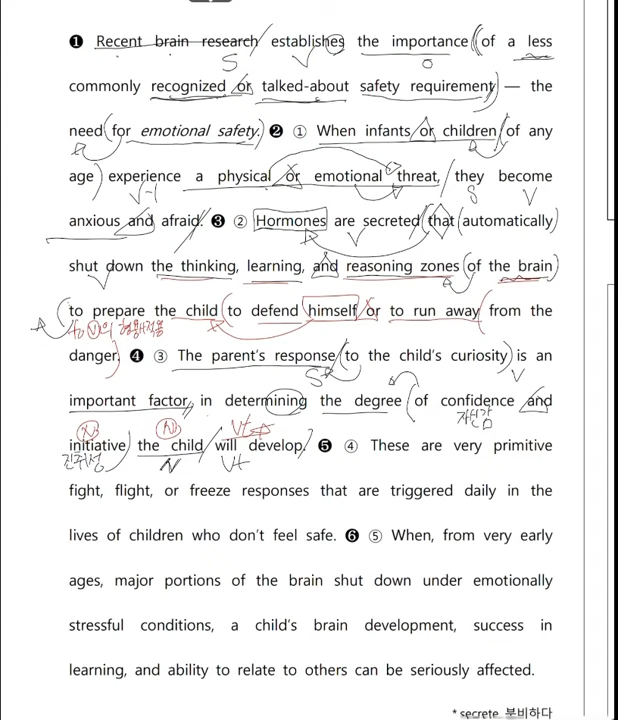 ❶ Recent brain research establishes the importance of a less
S V O
commonly recognized or talked-about safety requirement — the
need for emotional safety. ❷ ① When infants or children of any
age experience a physical or emotional threat, they become
S V
anxious and afraid. ❸ ② Hormones are secreted that automatically
V
shut down the thinking, learning, and reasoning zones of the brain
to prepare the child to defend himself or to run away from the
danger. ❹ ③ The parent's response to the child's curiosity is an
S V
important factor in determining the degree of confidence and
자신감
initiative the child will develop. ❺ ④ These are very primitive
진취성 N Vt
fight, flight, or freeze responses that are triggered daily in the
lives of children who don't feel safe. ❻ ⑤ When, from very early
ages, major portions of the brain shut down under emotionally
stressful conditions, a child's brain development, success in
learning, and ability to relate to others can be seriously affected.
* secrete 분비하다